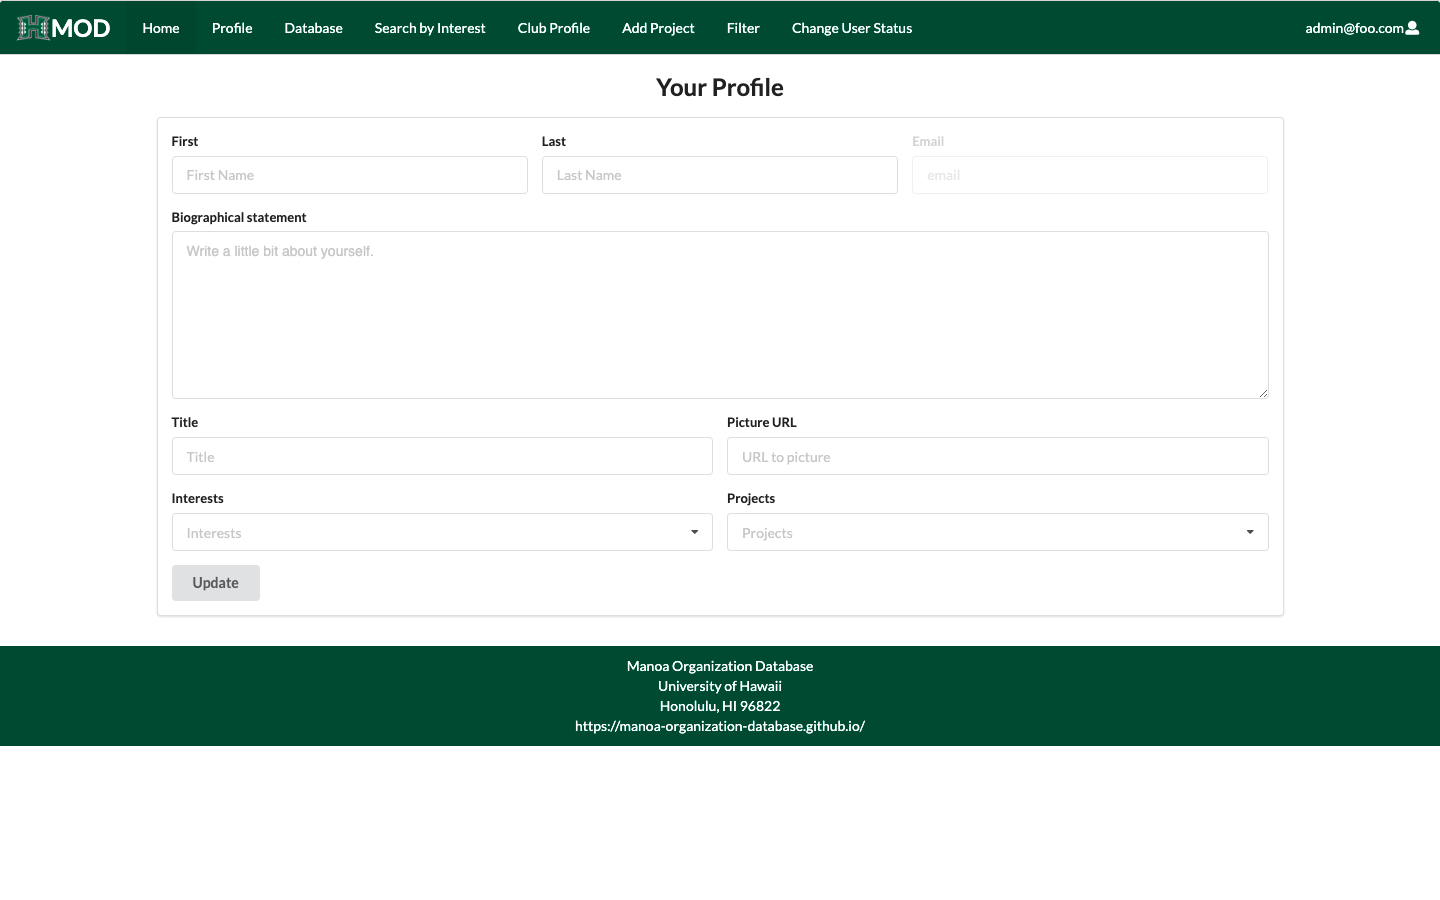 H MOD Home Profile Database Search by Interest Club Profile Add Project Filter Change User Status admin@foo.com
Your Profile
First Last Email
First Name Last Name email
Biographical statement
Write a little bit about yourself.
Title Picture URL
Title URL to picture
Interests Projects
Interests Projects
Update
Manoa Organization Database
University of Hawaii
Honolulu, HI 96822
https://manoa-organization-database.github.io/